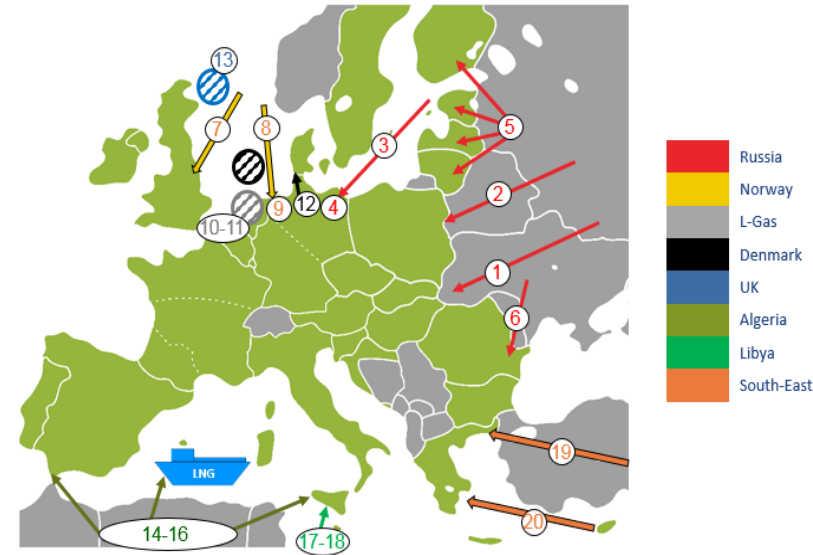 13
7
8
3
5
2
9
12
4
10-11
1
6
LNG
19
14-16
17-18
20
Russia
Norway
L-Gas
Denmark
UK
Algeria
Libya
South-East